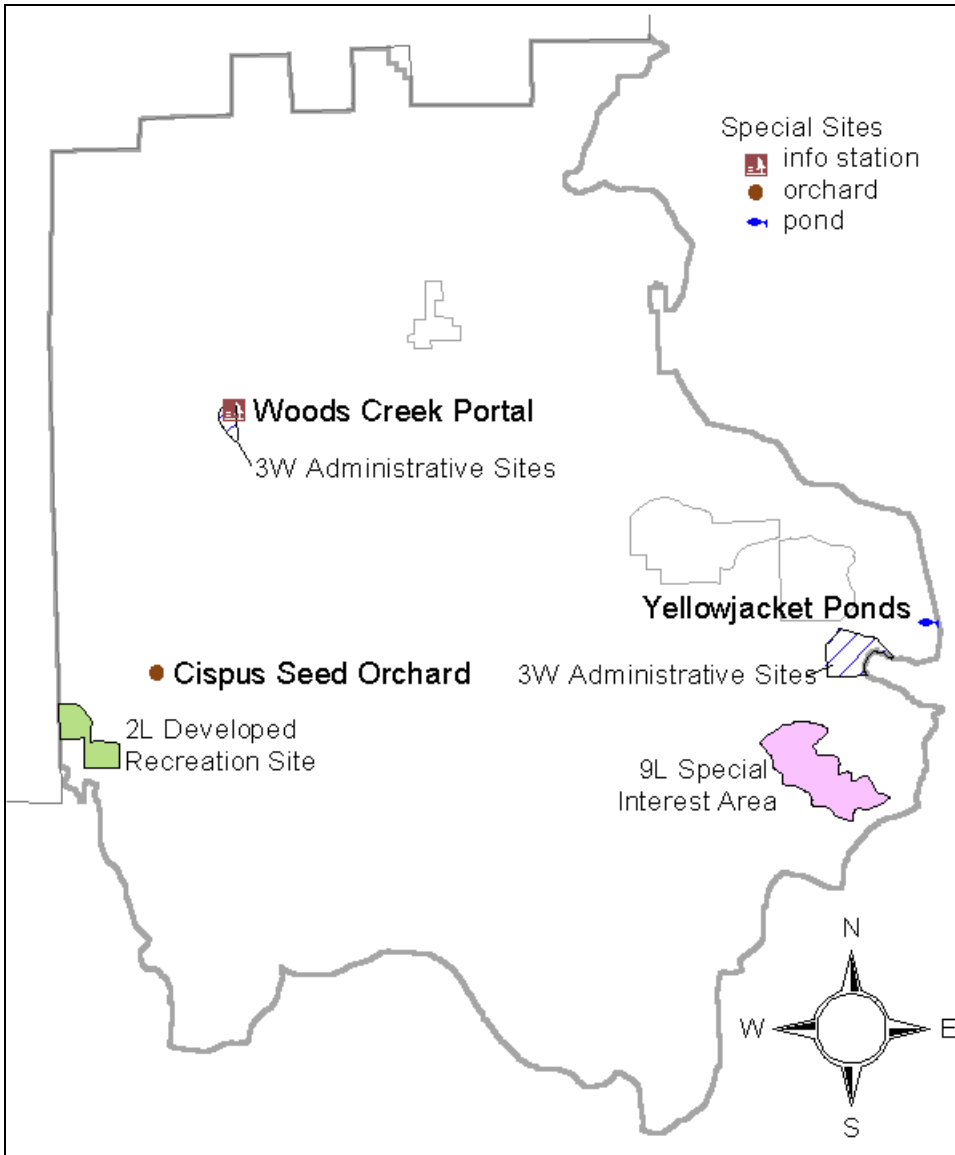 Special Sites
info station
orchard
pond
Woods Creek Portal
3W Administrative Sites
Yellowjacket Ponds
3W Administrative Sites
Cispus Seed Orchard
2L Developed
Recreation Site
9L Special
Interest Area
N
W
E
S